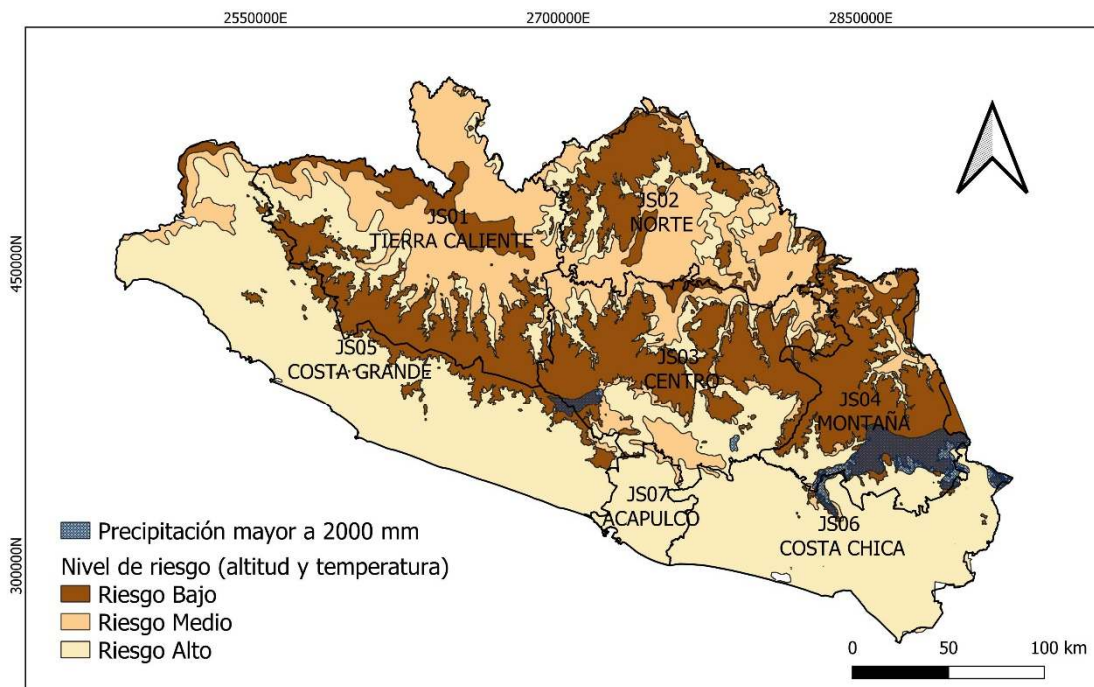 2550000E
2700000E
2850000E
450000N
300000N
JS01
TIERRA CALIENTE
JS02
NORTE
JS05
COSTA GRANDE
JS03
CENTRO
JS04
MONTAÑA
JS07
ACAPULCO
JS06
COSTA CHICA
Precipitación mayor a 2000 mm
Nivel de riesgo (altitud y temperatura)
Riesgo Bajo
Riesgo Medio
Riesgo Alto
0
50
100 km